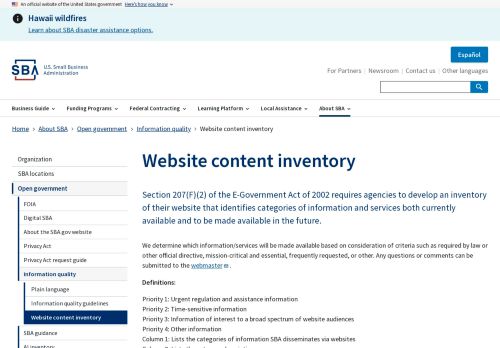 An official website of the United States government Here's how you know
Hawaii wildfires
Learn about SBA disaster assistance options.
Español
SBA U.S. Small Business
Administration
For Partners Newsroom Contact us Other languages
Business Guide Funding Programs Federal Contracting Learning Platform Local Assistance About SBA
Home About SBA Open government Information quality Website content inventory
Organization
SBA locations
Open government
FOIA
Digital SBA
About the SBA gov website
Privacy Act
Privacy Act request guide
Information quality
Plain language
Information quality guidelines
Website content inventory
SBA guidance
AI inventory
Website content inventory
Section 207(F)(2) of the E-Government Act of 2002 requires agencies to develop an inventory
of their website that identifies categories of information and services both currently
available and to be made available in the future.
We determine which information/services will be made available based on consideration of criteria such as required by law or
other official directive, mission-critical and essential, frequently requested, or other. Any questions or comments can be
submitted to the webmaster .
Definitions:
Priority 1: Urgent regulation and assistance information
Priority 2: Time-sensitive information
Priority 3: Information of interest to a broad spectrum of website audiences
Priority 4: Other information
Column 1: Lists the categories of information SBA disseminates via websites